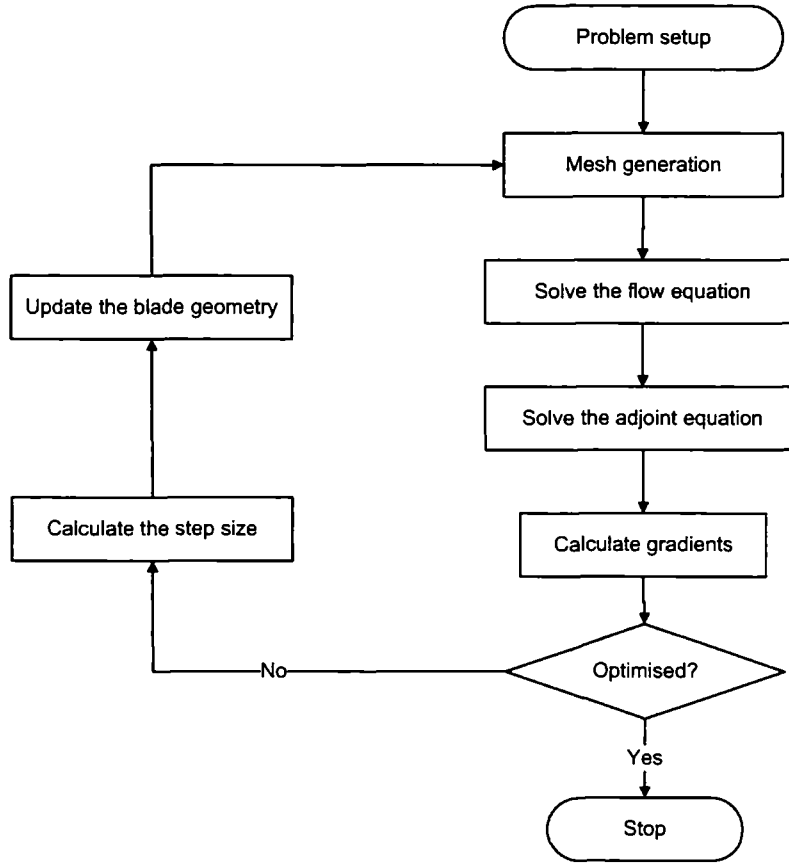 Problem setup
Mesh generation
Solve the flow equation
Solve the adjoint equation
Calculate gradients
Optimised?
No
Calculate the step size
Update the blade geometry
Yes
Stop